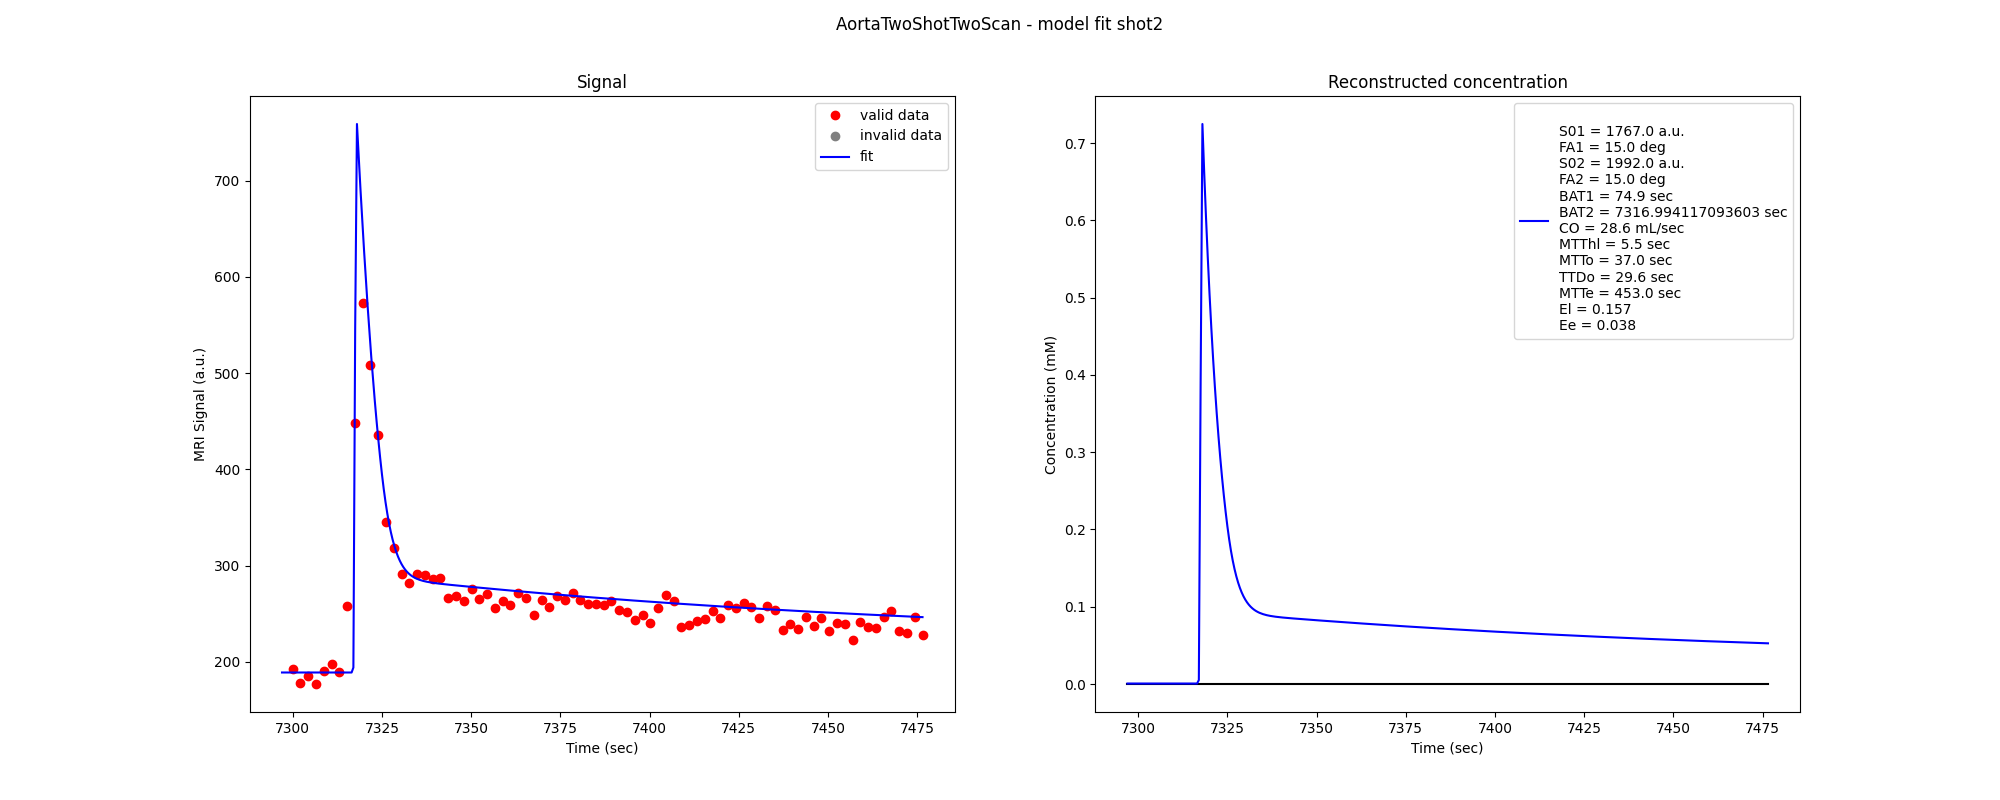 AortaTwoShotTwoScan - model fit shot2
Signal
MRI Signal (a.u.)
700
600
500
400
300
200
7300 7325 7350 7375 7400 7425 7450 7475
Time (sec)
valid data
invalid data
fit
Reconstructed concentration
Concentration (mM)
0.7
0.6
0.5
0.4
0.3
0.2
0.1
0.0
7300 7325 7350 7375 7400 7425 7450 7475
Time (sec)
S01 = 1767.0 a.u.
FA1 = 15.0 deg
S02 = 1992.0 a.u.
FA2 = 15.0 deg
BAT1 = 74.9 sec
BAT2 = 7316.994117093603 sec
CO = 28.6 mL/sec
MTThl = 5.5 sec
MTTo = 37.0 sec
TTDo = 29.6 sec
MTTe = 453.0 sec
El = 0.157
Ee = 0.038